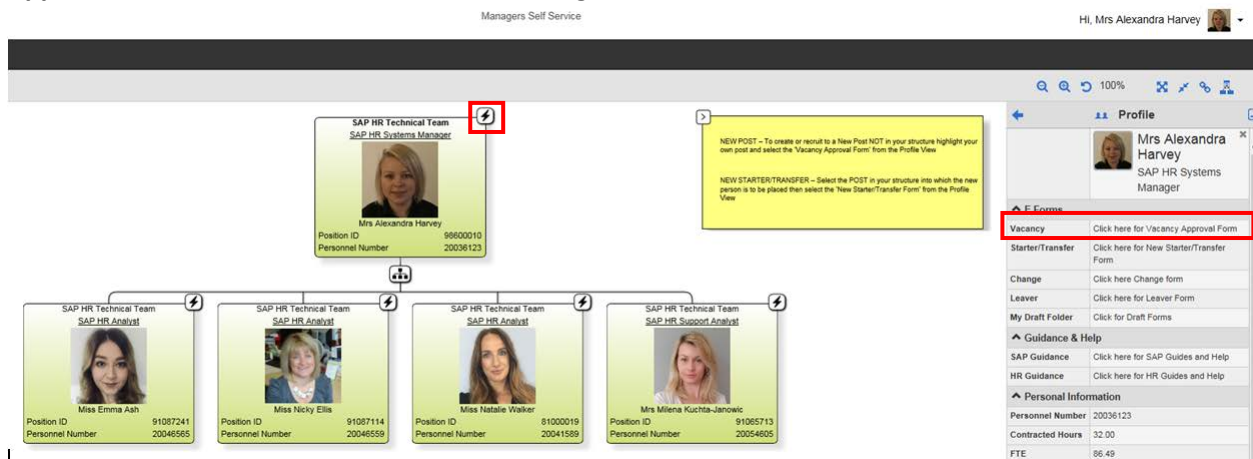 Managers Self Service
Hi, Mrs Alexandra Harvey
100%
SAP HR Technical Team
SAP HR Systems Manager
Mrs Alexandra Harvey
Position ID 98600010
Personnel Number 20036123
NEW POST – To create or recruit to a New Post NOT in your structure highlight your
own post and select the 'Vacancy Approval Form' from the Profile View
NEW STARTER/TRANSFER – Select the POST in your structure into which the new
person is to be placed then select the 'New Starter/Transfer Form' from the Profile
View
SAP HR Technical Team
SAP HR Analyst
Miss Emma Ash
Position ID 91087241
Personnel Number 20046565
SAP HR Technical Team
SAP HR Analyst
Miss Nicky Ellis
Position ID 91087114
Personnel Number 20046559
SAP HR Technical Team
SAP HR Analyst
Miss Natalie Walker
Position ID 81000019
Personnel Number 20041589
SAP HR Technical Team
SAP HR Support Analyst
Mrs Milena Kuchta-Janowic
Position ID 91065713
Personnel Number 20054605
Profile
Mrs Alexandra
Harvey
SAP HR Systems
Manager
E Forms
Vacancy Click here for Vacancy Approval Form
Starter/Transfer Click here for New Starter/Transfer
Form
Change Click here Change form
Leaver Click here for Leaver Form
My Draft Folder Click for Draft Forms
Guidance & Help
SAP Guidance Click here for SAP Guides and Help
HR Guidance Click here for HR Guides and Help
Personal Information
Personnel Number 20036123
Contracted Hours 32.00
FTE 86.49